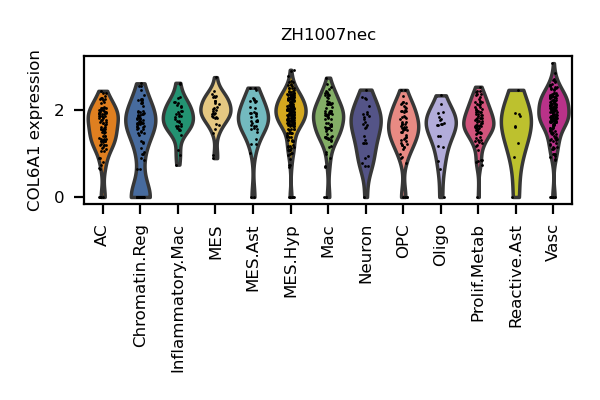 ZH1007nec
COL6A1 expression
2
0
AC
Chromatin.Reg
Inflammatory.Mac
MES
MES.Ast
MES.Hyp
Mac
Neuron
OPC
Oligo
Prolif.Metab
Reactive.Ast
Vasc